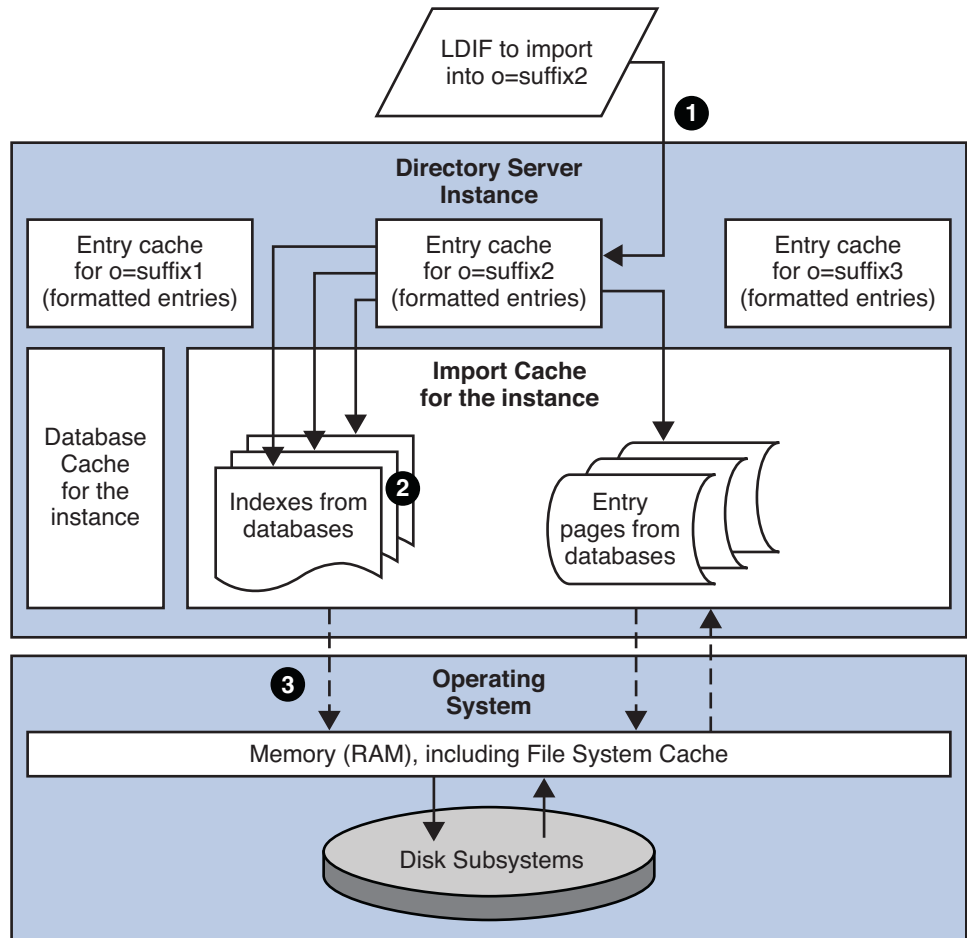 LDIF to import
into o=suffix2
1
Directory Server
Instance
Entry cache
for o=suffix1
(formatted entries)
Entry cache
for o=suffix2
(formatted entries)
Entry cache
for o=suffix3
(formatted entries)
Database
Cache
for the
instance
Import Cache
for the instance
2
Indexes from
databases
Entry
pages from
databases
3
Operating
System
Memory (RAM), including File System Cache
Disk Subsystems